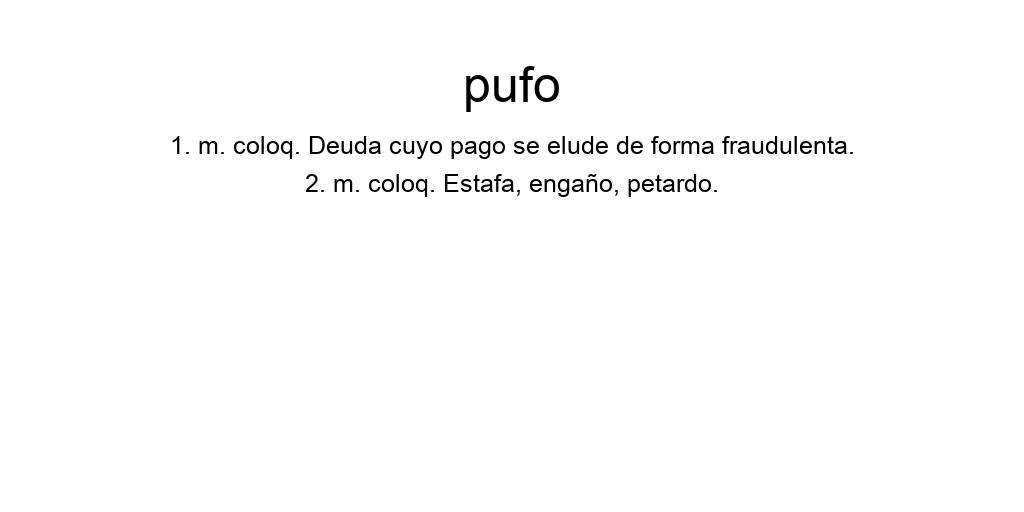 pufo
1. m. coloq. Deuda cuyo pago se elude de forma fraudulenta.
2. m. coloq. Estafa, engaño, petardo.